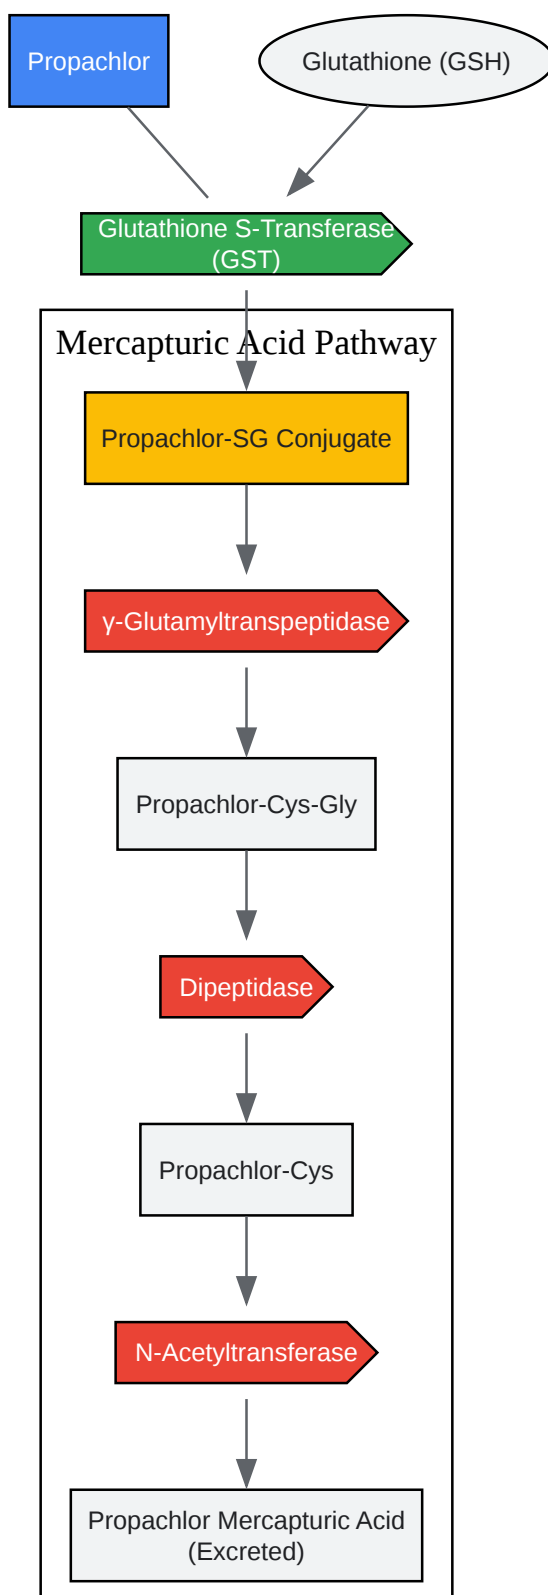 Propachlor
Glutathione (GSH)
Glutathione S-Transferase
(GST)
Mercapturic Acid Pathway
Propachlor-SG Conjugate
γ-Glutamyltranspeptidase
Propachlor-Cys-Gly
Dipeptidase
Propachlor-Cys
N-Acetyltransferase
Propachlor Mercapturic Acid
(Excreted)